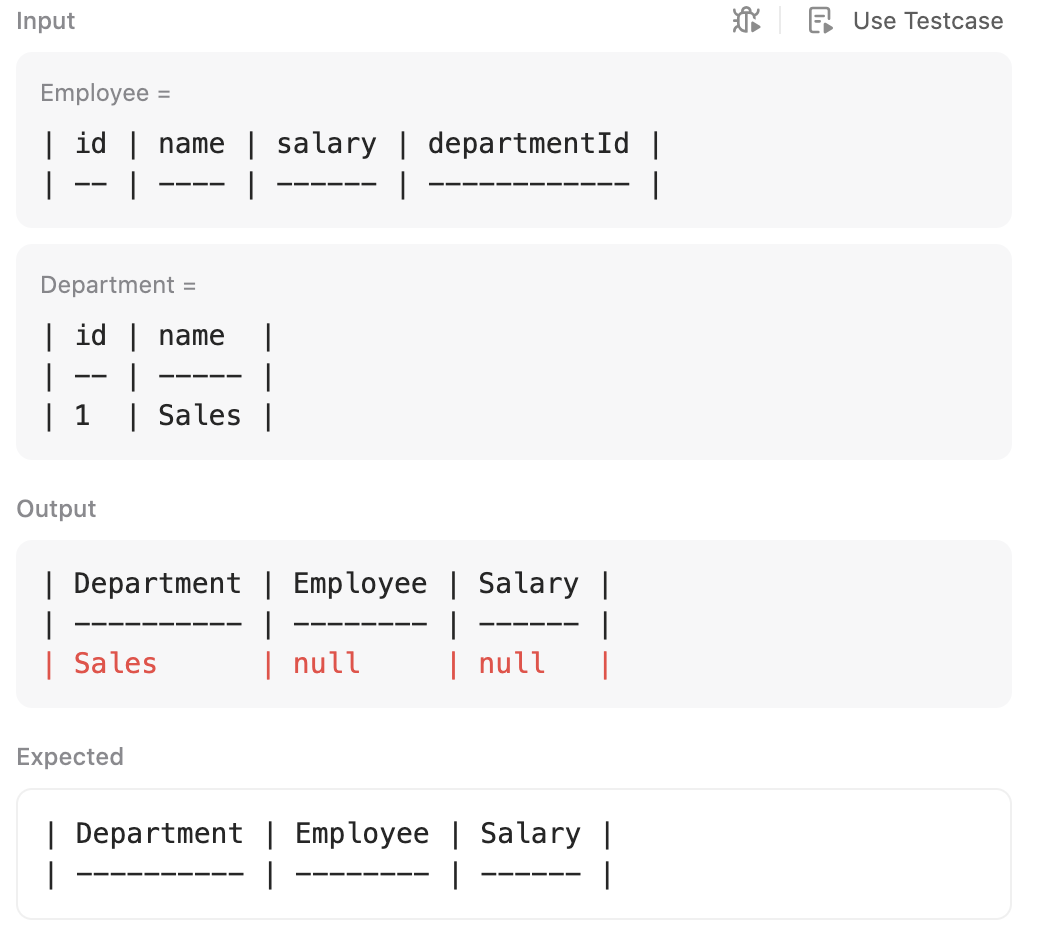 Input Use Testcase
Employee =
| id | name | salary | departmentId |
| -- | ---- | ------ | ------------ |
Department =
| id | name  |
| -- | ----- |
| 1  | Sales |
Output
| Department | Employee | Salary |
| ---------- | -------- | ------ |
| Sales      | null     | null   |
Expected
| Department | Employee | Salary |
| ---------- | -------- | ------ |